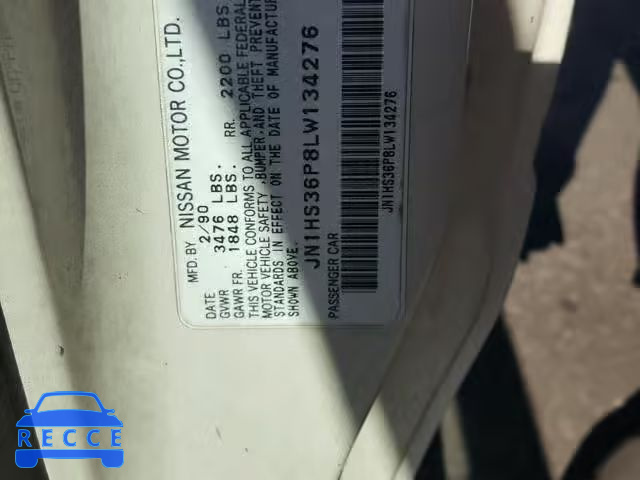 MFD. BY NISSAN MOTOR CO.,LTD.
DATE 2/90
GVWR 3476 LBS.
GAWR FR. 1848 LBS. RR. 2200 LBS.
THIS VEHICLE CONFORMS TO ALL APPLICABLE FEDERAL
MOTOR VEHICLE SAFETY, BUMPER, AND THEFT PREVENT
STANDARDS IN EFFECT ON THE DATE OF MANUFACTUR
SHOWN ABOVE.
JN1HS36P8LW134276
PASSENGER CAR
JN1HS36P8LW134276
RECCE